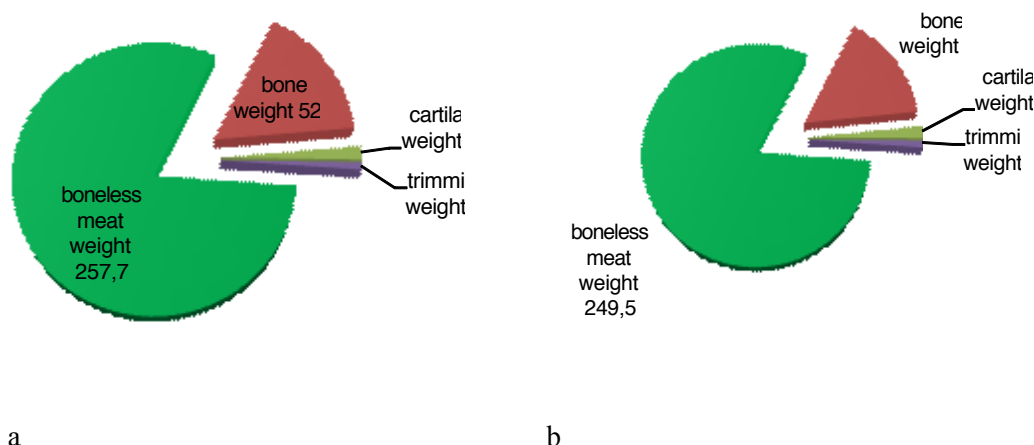 bone
weight 52
cartila
weight
trimmi
weight
boneless
meat
weight
257,7
a
bone
weight
cartila
weight
trimmi
weight
boneless
meat
weight
249,5
b